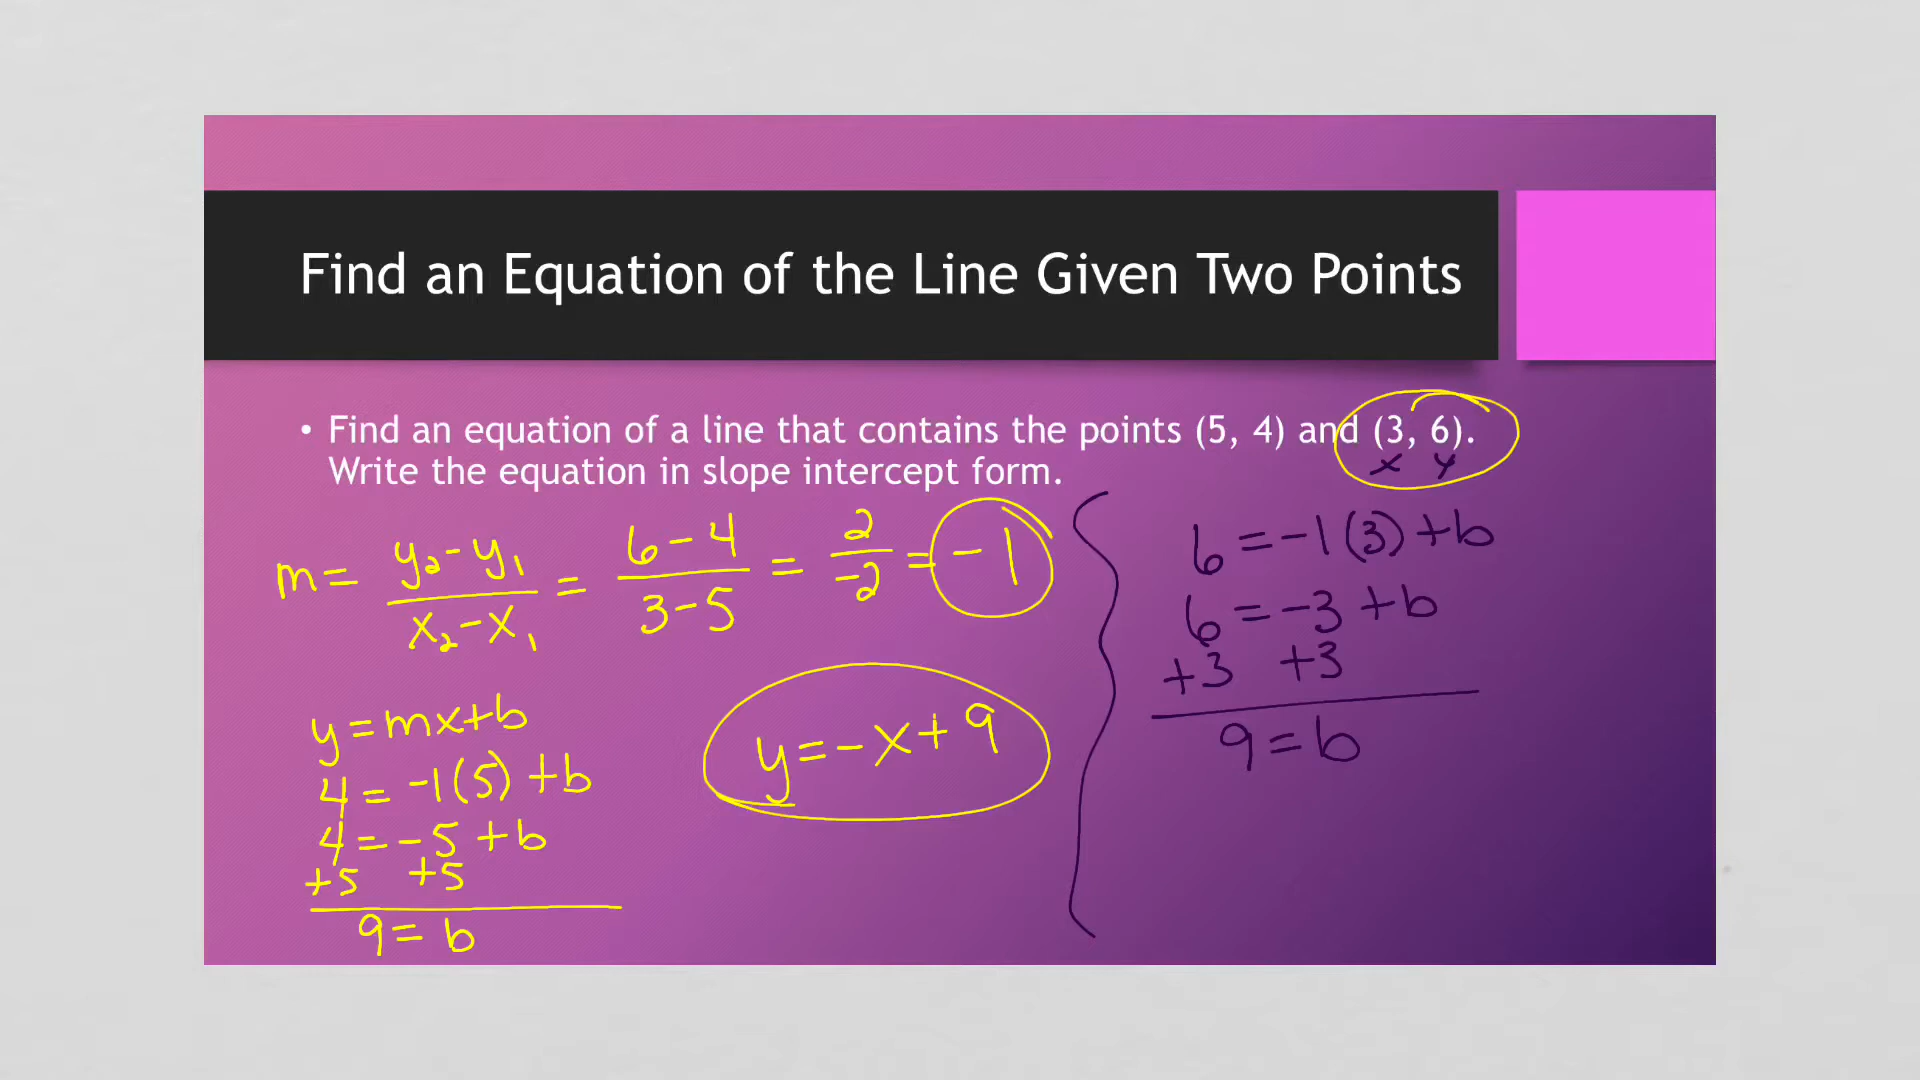 Find an Equation of the Line Given Two Points
• Find an equation of a line that contains the points (5, 4) and (3, 6).
Write the equation in slope intercept form.
x y
m = (y₂ - y₁)/(x₂ - x₁) = (6 - 4)/(3 - 5) = 2/-2 = -1
y = mx + b
4 = -1(5) + b
4 = -5 + b
+5 +5
9 = b
y = -x + 9
6 = -1(3) + b
6 = -3 + b
+3 +3
9 = b